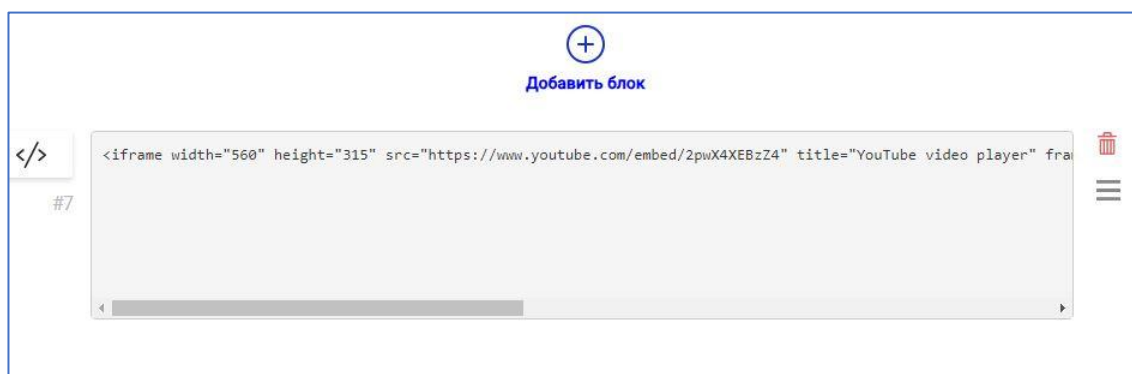 Добавить блок
</>
<iframe width="560" height="315" src="https://www.youtube.com/embed/2pwX4XEBzZ4" title="YouTube video player" fra
#7